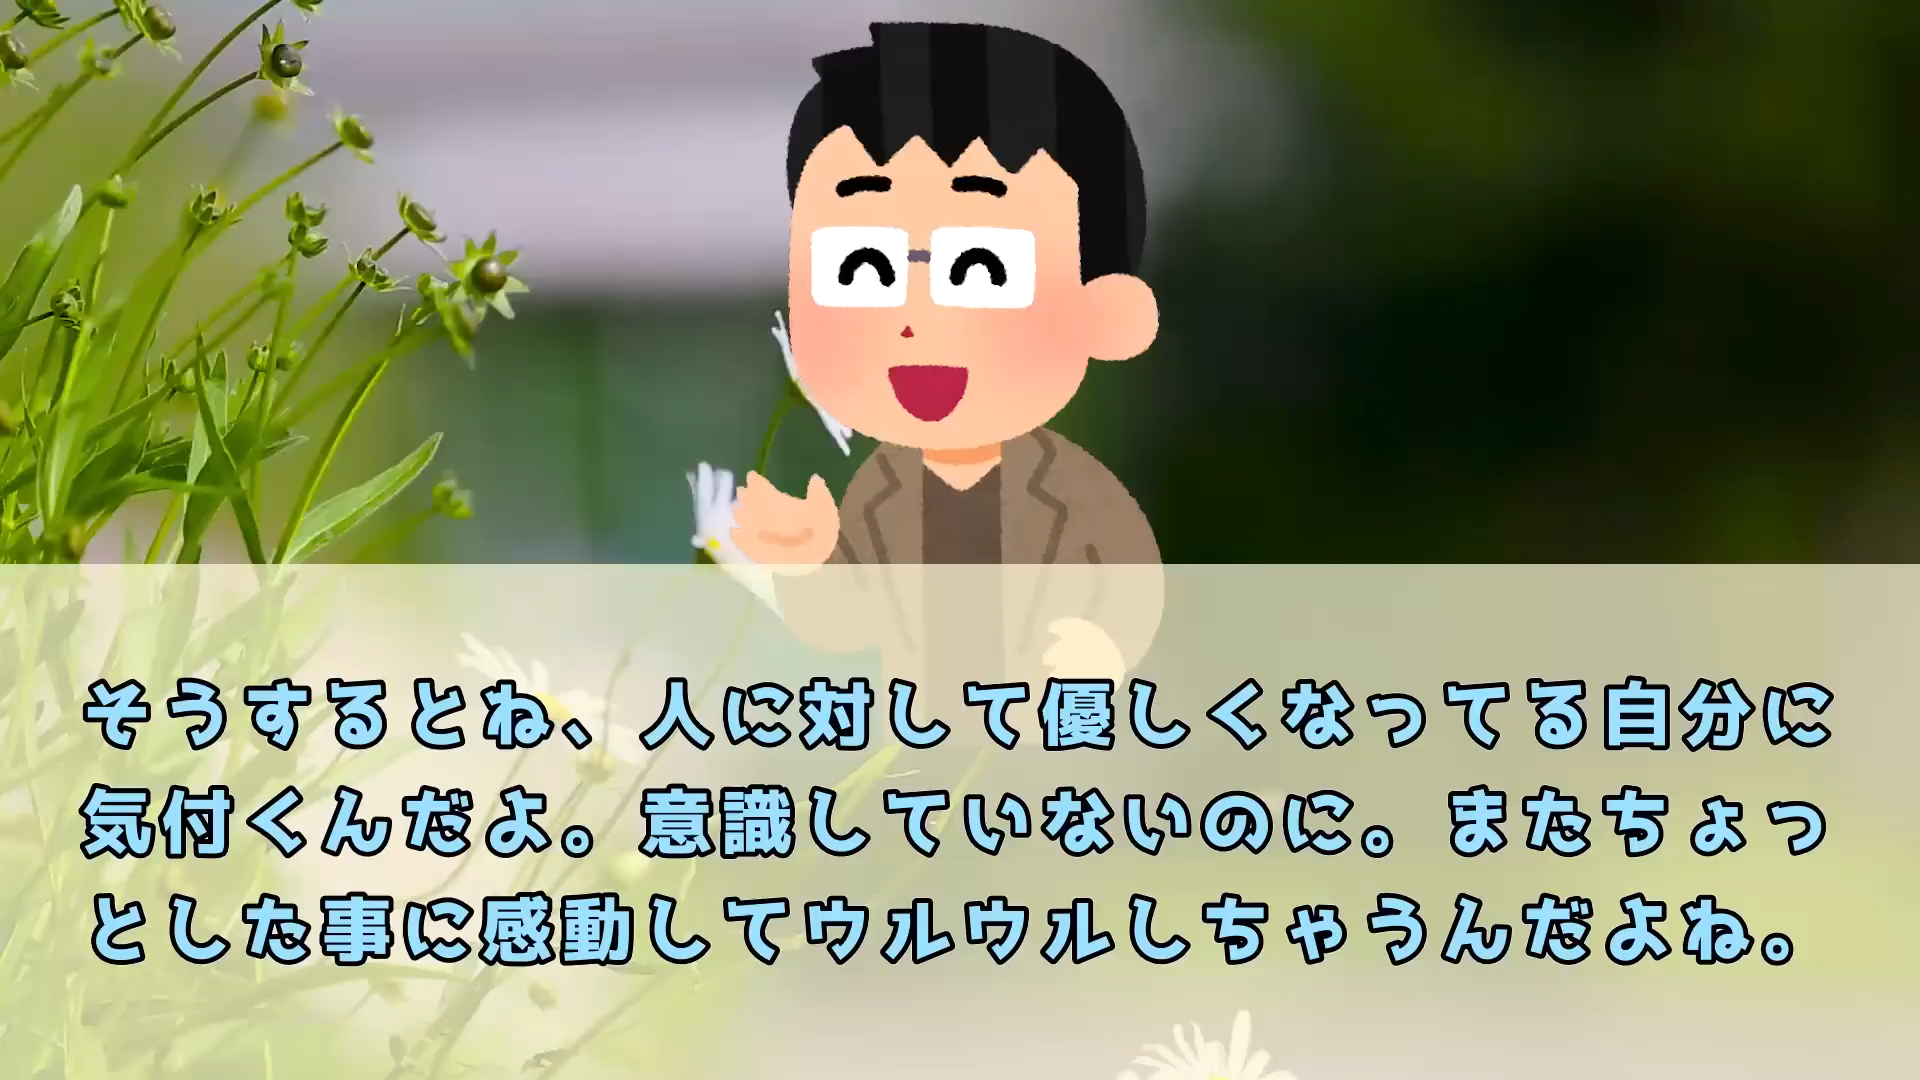 そうするとね、人に対して優しくなってる自分に
気付くんだよ。意識していないのに。またちょっ
とした事に感動してウルウルしちゃうんだよね。